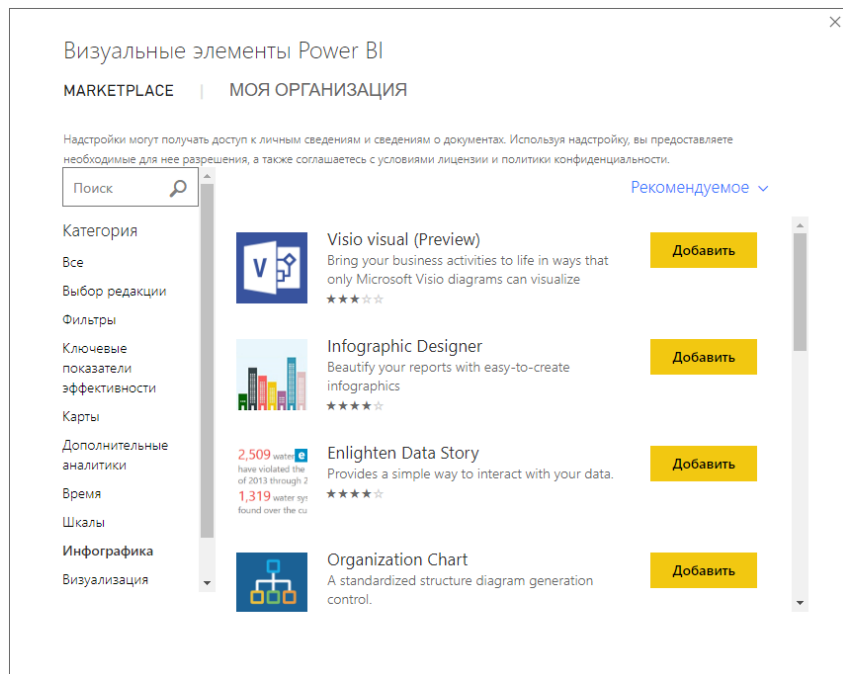 Визуальные элементы Power BI
MARKETPLACE | МОЯ ОРГАНИЗАЦИЯ
Надстройки могут получать доступ к личным сведениям и сведениям о документах. Используя надстройку, вы предоставляете
необходимые для нее разрешения, а также соглашаетесь с условиями лицензии и политики конфиденциальности.
Поиск
Рекомендуемое
Категория
Все
Выбор редакции
Фильтры
Ключевые
показатели
эффективности
Карты
Дополнительные
аналитики
Время
Шкалы
Инфографика
Визуализация
V
Visio visual (Preview)
Bring your business activities to life in ways that
only Microsoft Visio diagrams can visualize
Добавить
Infographic Designer
Beautify your reports with easy-to-create
infographics
Добавить
2,509 water e
have violated the
of 2013 through 2
1,319 water sy
found over the cu
Enlighten Data Story
Provides a simple way to interact with your data.
Добавить
Organization Chart
A standardized structure diagram generation
control.
Добавить